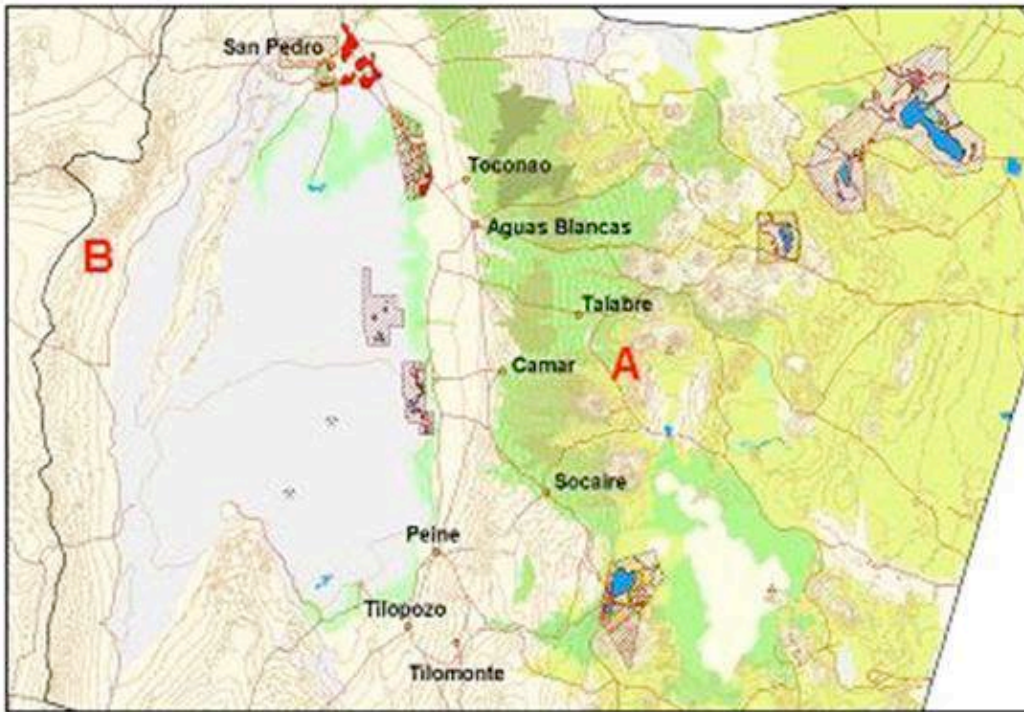 San Pedro
Toconao
Aguas Blancas
B
Talabre
Camar
A
Socaire
Peine
Tilopozo
Tilomonte